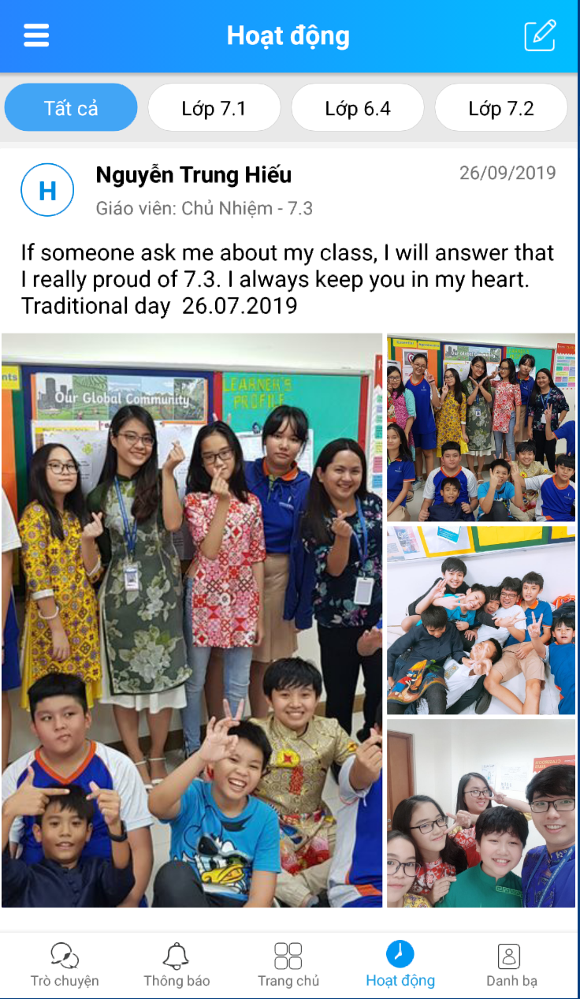 Hoạt động
Tất cả
Lớp 7.1
Lớp 6.4
Lớp 7.2
Nguyễn Trung Hiếu
26/09/2019
H
Giáo viên: Chủ Nhiệm - 7.3
If someone ask me about my class, I will answer that
I really proud of 7.3. I always keep you in my heart.
Traditional day 26.07.2019
Our Global Community
LEARNER'S
PROFILE
Our Global Community
Trò chuyện
Thông báo
Trang chủ
Hoạt động
Danh bạ